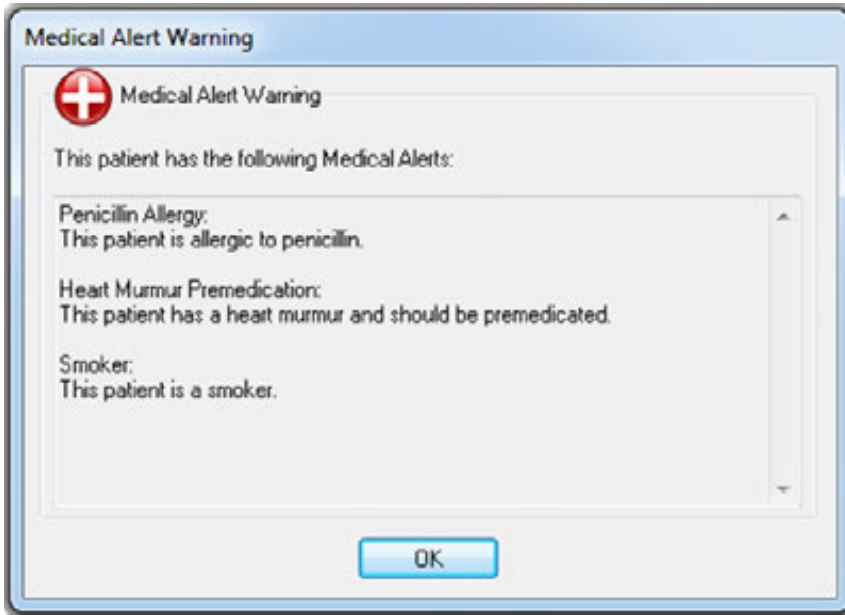 Medical Alert Warning
Medical Alert Warning
This patient has the following Medical Alerts:
Penicillin Allergy:
This patient is allergic to penicillin.
Heart Murmur Premedication:
This patient has a heart murmur and should be premedicated.
Smoker:
This patient is a smoker.
OK